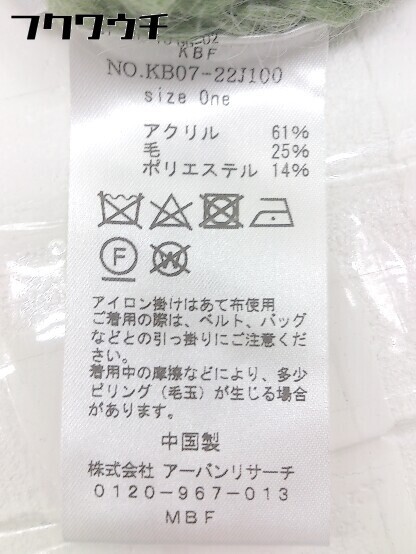 フクワウチ
KBF
NO.KB07-22J100
size One
アクリル 61%
毛 25%
ポリエステル 14%
F
W
アイロン掛けはあて布使用
ご着用の際は、ベルト、バッグ
などとの引っ掛りにご注意くださ
い。
着用中の摩擦などにより、多少
ピリング（毛玉）が生じる場合
があります。
中国製
株式会社 アーバンリサーチ
0120-967-013
MBF